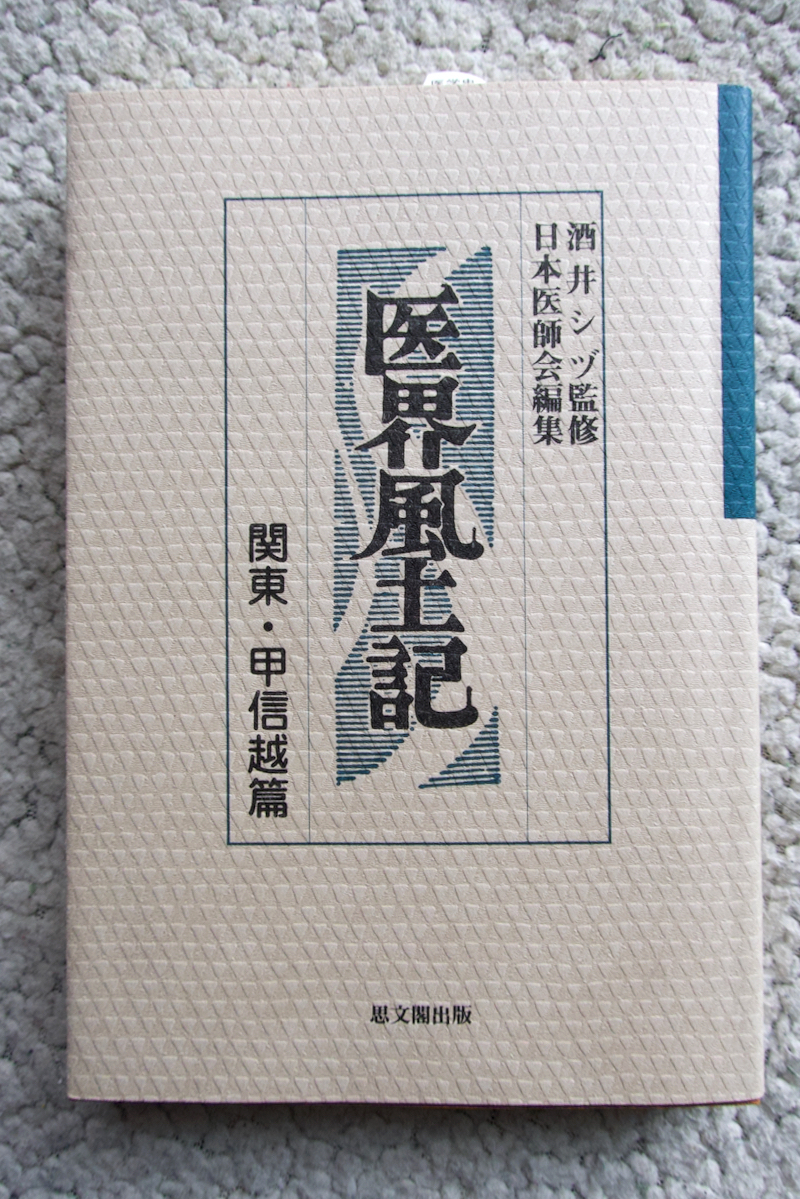 酒井シヅ監修
日本医師会編集
医界風土記
関東・甲信越篇
思文閣出版